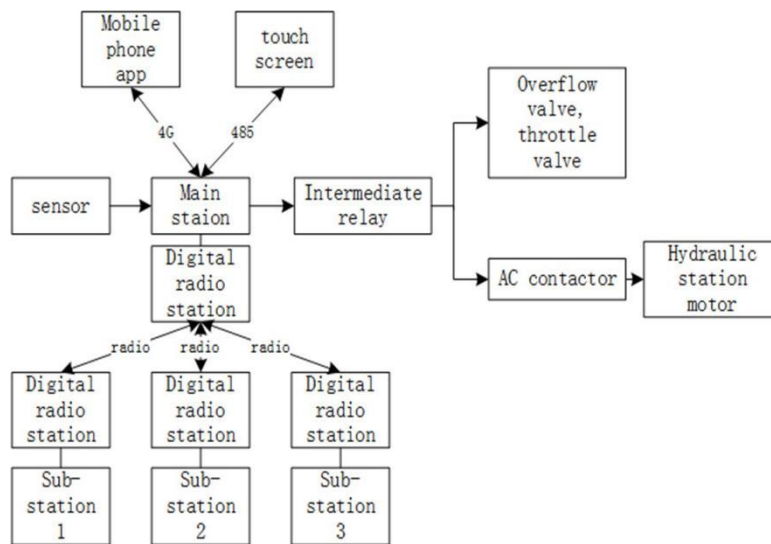 Mobile
phone
app
touch
screen
4G
485
Overflow
valve,
throttle
valve
sensor
Main
staion
Intermediate
relay
Digital
radio
station
AC contactor
Hydraulic
station
motor
radio
radio
radio
Digital
radio
station
Digital
radio
station
Digital
radio
station
Sub-
station
1
Sub-
station
2
Sub-
station
3